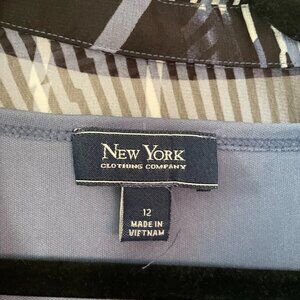 NEW YORK
CLOTHING COMPANY
12
MADE IN
VIETNAM